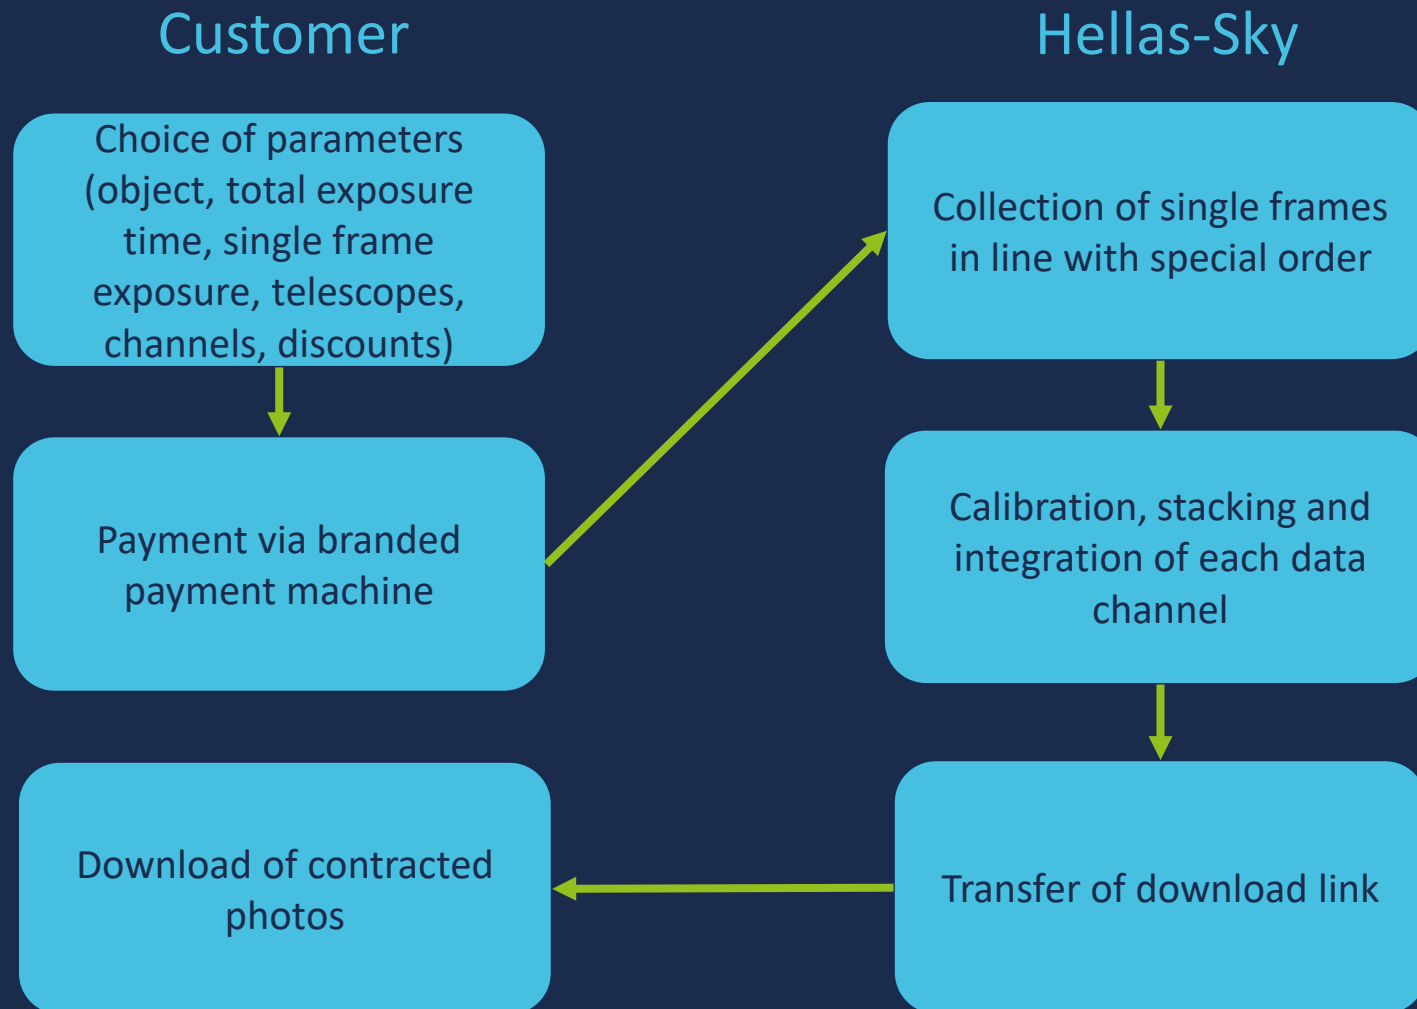 Customer
Hellas-Sky
Choice of parameters
(object, total exposure
time, single frame
exposure, telescopes,
channels, discounts)
Collection of single frames
in line with special order
Payment via branded
payment machine
Calibration, stacking and
integration of each data
channel
Download of contracted
photos
Transfer of download link